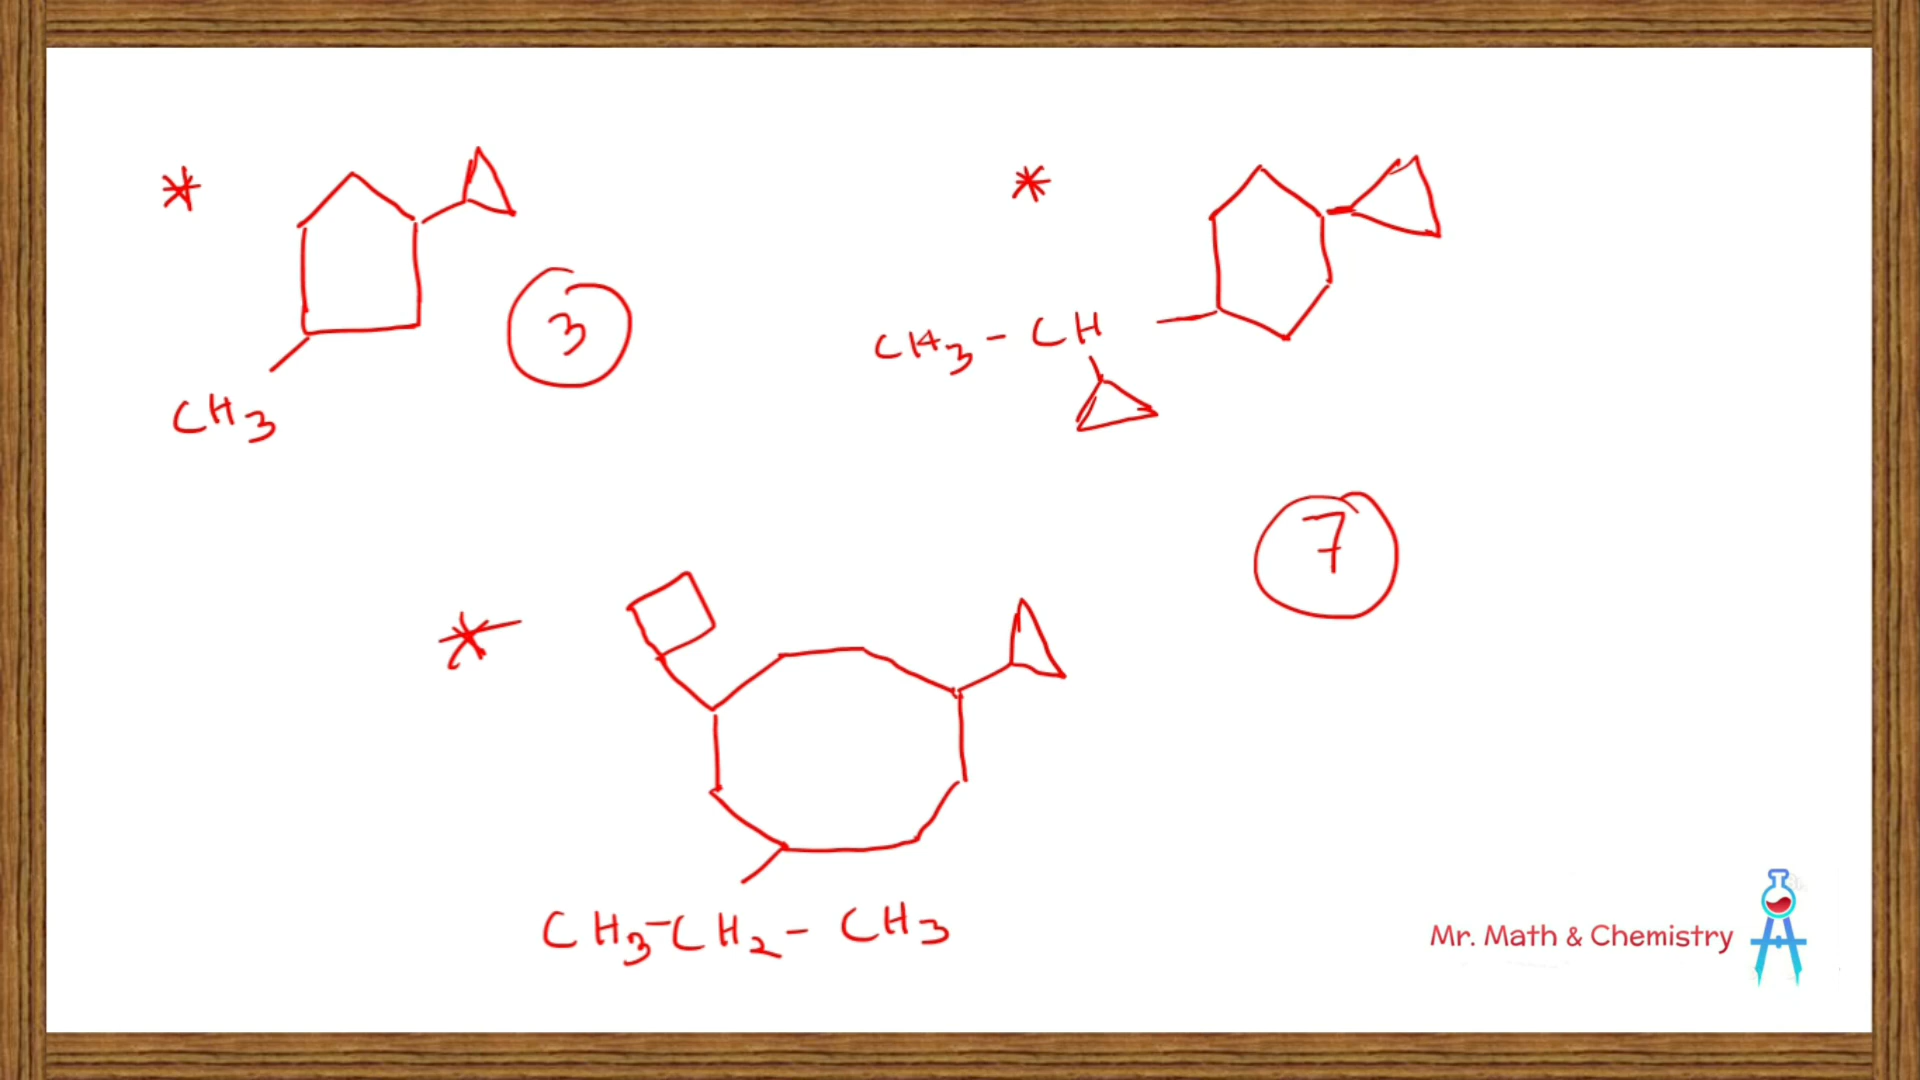 *
*
3
CH3 - CH
CH3
7
*
CH3-CH2- CH3
Mr. Math & Chemistry